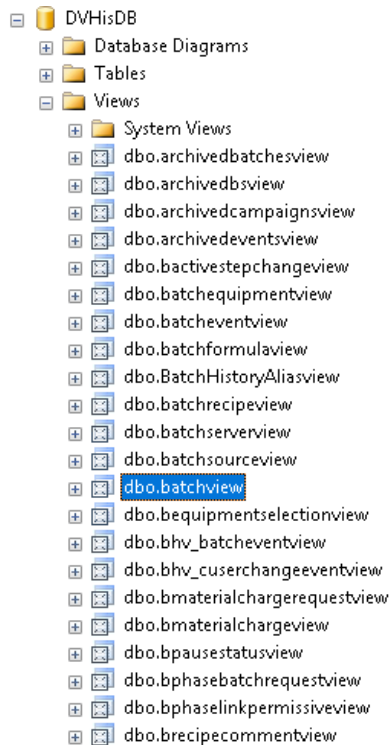 DVHisDB
Database Diagrams
Tables
Views
System Views
dbo.archivedbatchesview
dbo.archivedbsview
dbo.archivedcampaignsview
dbo.archivedeventsview
dbo.bactivestepchangeview
dbo.batchequipmentview
dbo.batcheventview
dbo.batchformulaview
dbo.BatchHistoryAliasview
dbo.batchrecipeview
dbo.batchserverview
dbo.batchsourceview
dbo.batchview
dbo.bequipmentselectionview
dbo.bhv_batcheventview
dbo.bhv_cuserchangeeventview
dbo.bmaterialchargerequestview
dbo.bmaterialchargeview
dbo.bpausestatusview
dbo.bphasebatchrequestview
dbo.bphaselinkpermissiveview
dbo.brecipecommentview